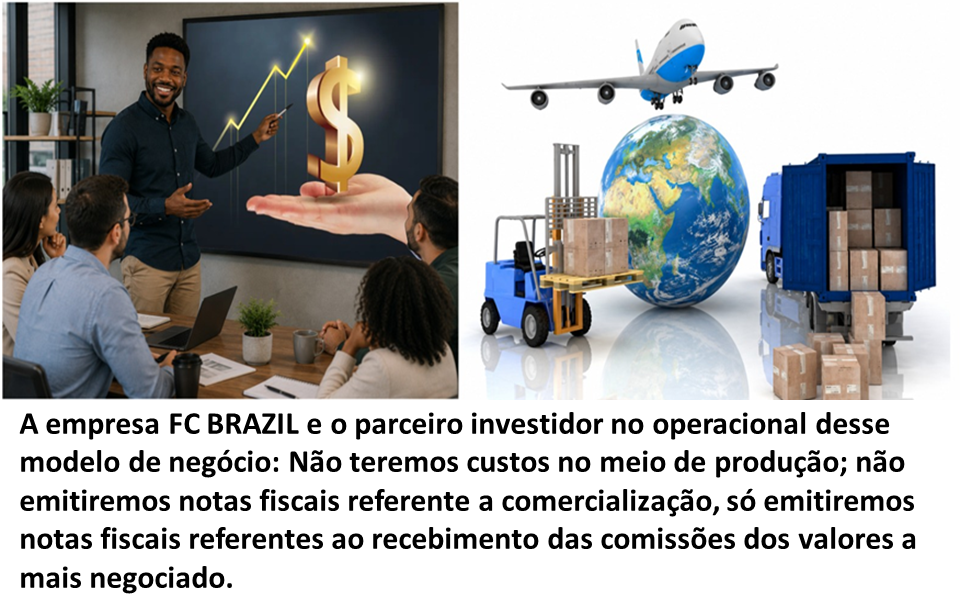 A empresa FC BRAZIL e o parceiro investidor no operacional desse
modelo de negócio: Não teremos custos no meio de produção; não
emitiremos notas fiscais referente a comercialização, só emitiremos
notas fiscais referentes ao recebimento das comissões dos valores a
mais negociado.